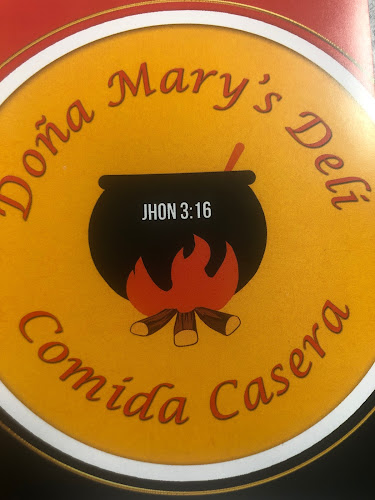 Doña Mary's Deli
JHON 3:16
Comida Casera